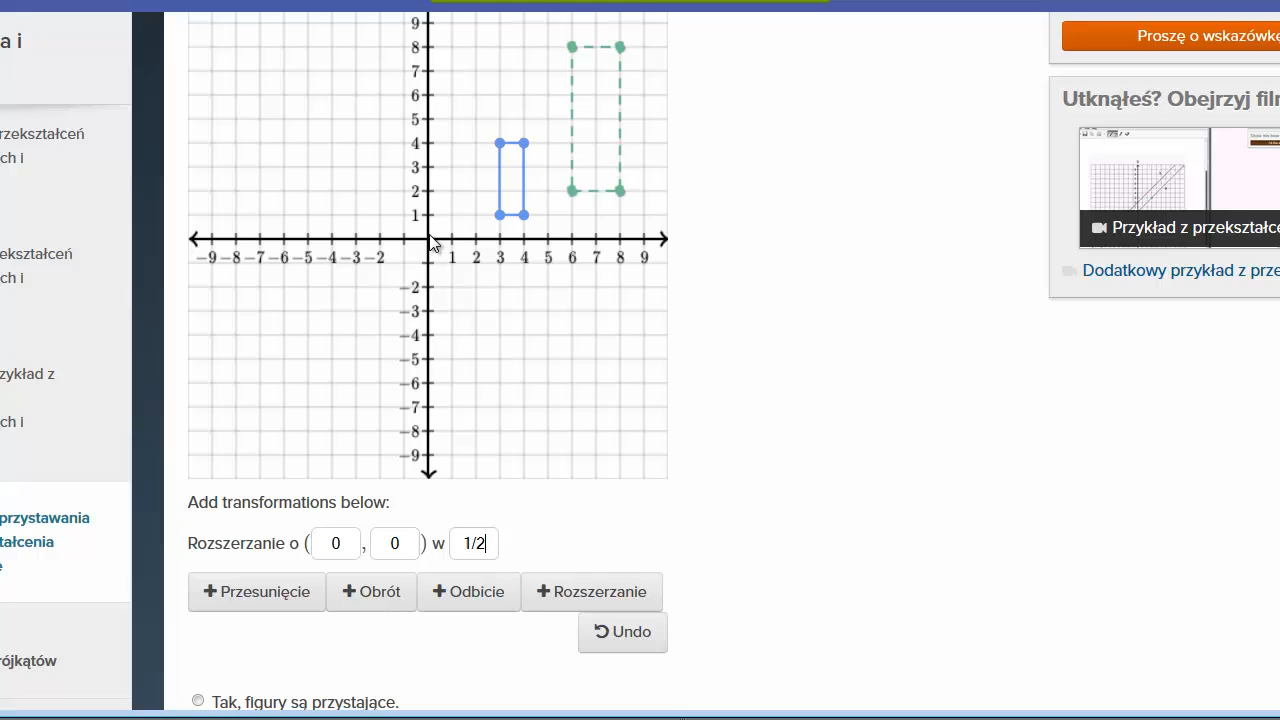 a i
rzekształceń
ch i
ekształceń
ch i
zykład z
ch i
przystawania
tałcenia
e
rójkątów
9
8
7
6
5
4
3
2
1
−9 −8 −7 −6 −5 −4 −3 −2 1 2 3 4 5 6 7 8 9
−2
−3
−4
−5
−6
−7
−8
−9
Add transformations below:
Rozszerzanie o ( 0 , 0 ) w 1/2
+ Przesunięcie + Obrót + Odbicie + Rozszerzanie
Undo
Tak, figury są przystające.
Proszę o wskazówkę
Utknąłeś? Obejrzyj film
Przykład z przekształce
Dodatkowy przykład z prze